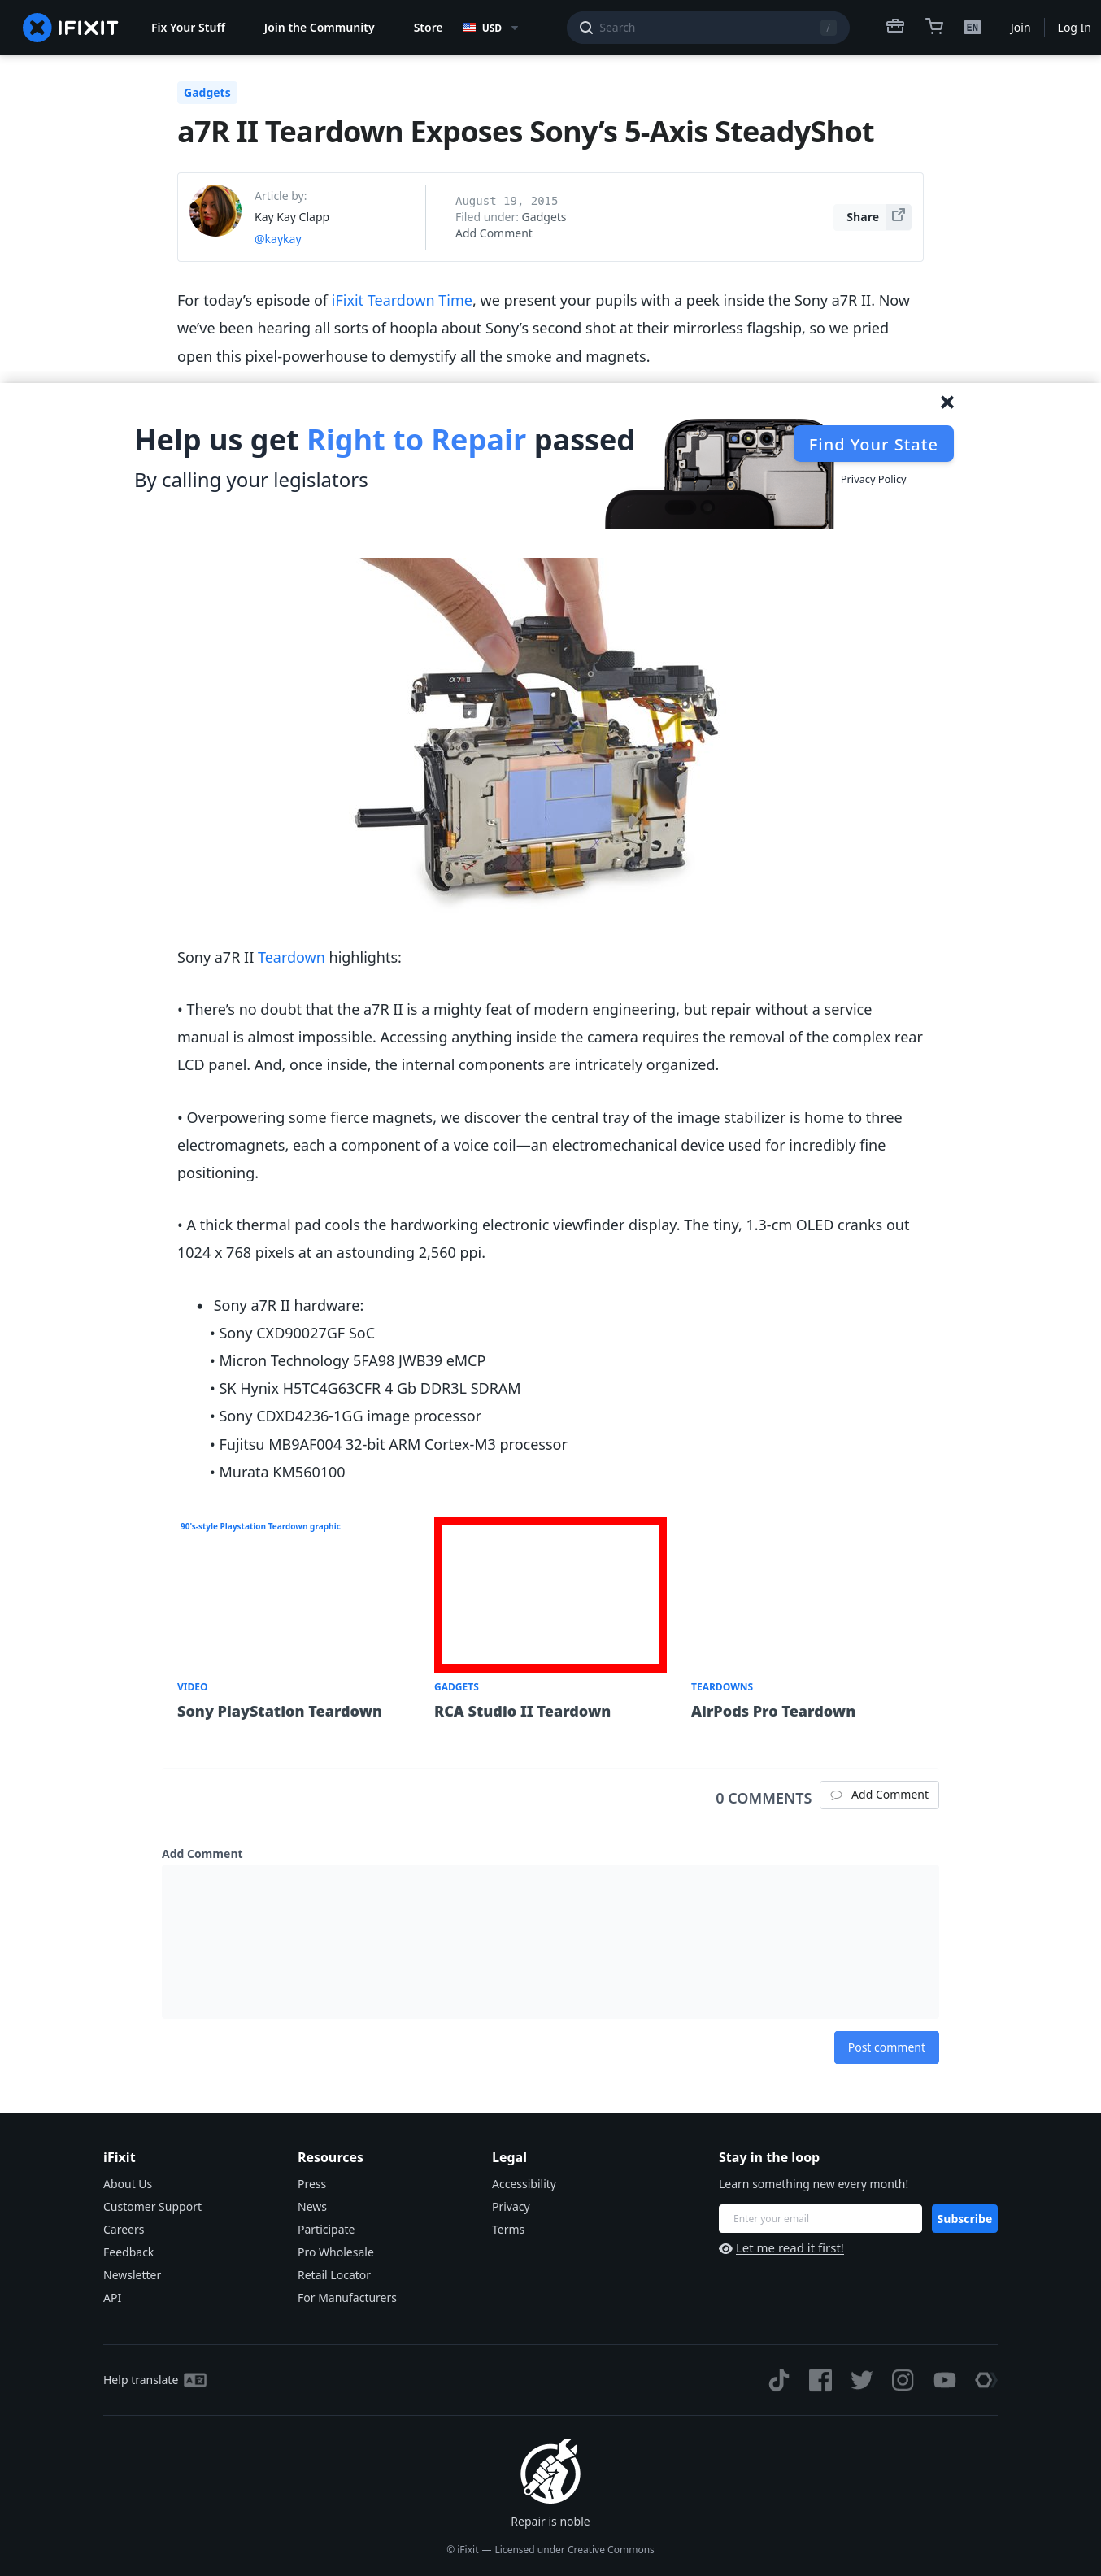 IFIXIT
Fix Your Stuff
Join the Community
Store
USD
Search
/
EN
Join
Log In
Gadgets
a7R II Teardown Exposes Sony’s 5-Axis SteadyShot
Article by:
Kay Kay Clapp
@kaykay
August 19, 2015
Filed under: Gadgets
Add Comment
Share
For today’s episode of iFixit Teardown Time, we present your pupils with a peek inside the Sony a7R II. Now
we’ve been hearing all sorts of hoopla about Sony’s second shot at their mirrorless flagship, so we pried
open this pixel-powerhouse to demystify all the smoke and magnets.
Help us get Right to Repair passed
By calling your legislators
Find Your State
Privacy Policy
α7RII
Sony a7R II Teardown highlights:
• There’s no doubt that the a7R II is a mighty feat of modern engineering, but repair without a service
manual is almost impossible. Accessing anything inside the camera requires the removal of the complex rear
LCD panel. And, once inside, the internal components are intricately organized.
• Overpowering some fierce magnets, we discover the central tray of the image stabilizer is home to three
electromagnets, each a component of a voice coil—an electromechanical device used for incredibly fine
positioning.
• A thick thermal pad cools the hardworking electronic viewfinder display. The tiny, 1.3-cm OLED cranks out
1024 x 768 pixels at an astounding 2,560 ppi.
• Sony a7R II hardware:
• Sony CXD90027GF SoC
• Micron Technology 5FA98 JWB39 eMCP
• SK Hynix H5TC4G63CFR 4 Gb DDR3L SDRAM
• Sony CDXD4236-1GG image processor
• Fujitsu MB9AF004 32-bit ARM Cortex-M3 processor
• Murata KM560100
90's-style Playstation Teardown graphic
VIDEO
Sony PlayStation Teardown
GADGETS
RCA Studio II Teardown
TEARDOWNS
AirPods Pro Teardown
0 COMMENTS
Add Comment
Add Comment
Post comment
iFixit
About Us
Customer Support
Careers
Feedback
Newsletter
API
Resources
Press
News
Participate
Pro Wholesale
Retail Locator
For Manufacturers
Legal
Accessibility
Privacy
Terms
Stay in the loop
Learn something new every month!
Enter your email
Subscribe
Let me read it first!
Help translate
Repair is noble
© iFixit — Licensed under Creative Commons